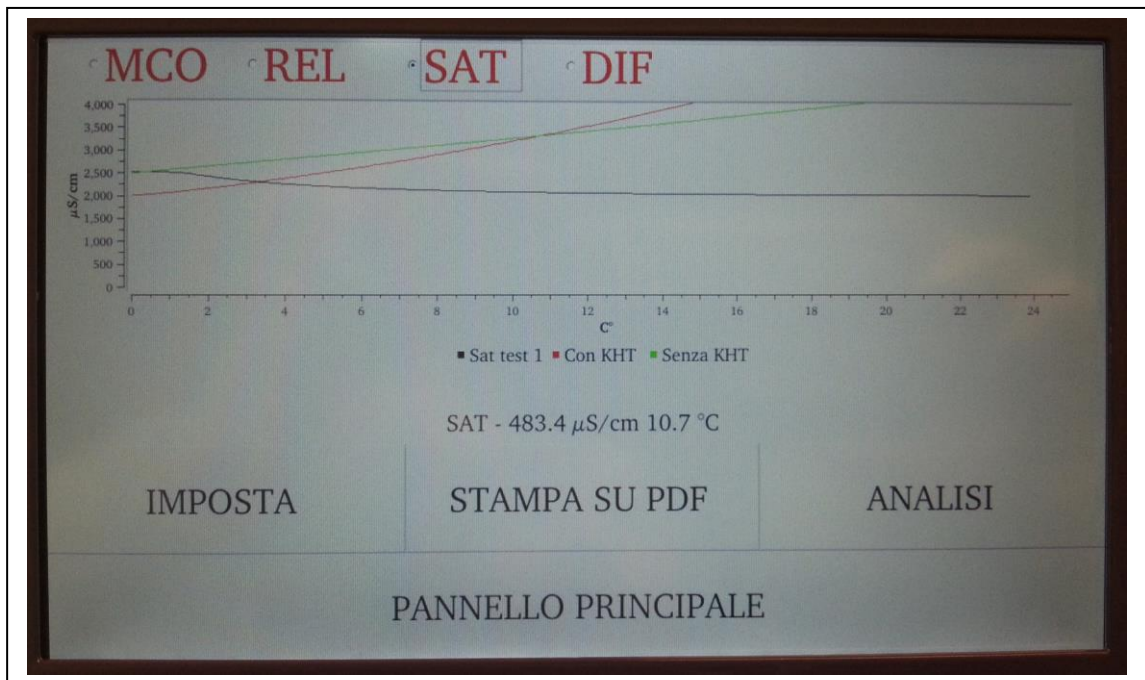 MCO REL SAT DIF
4,000
3,500
3,000
2,500
2,000
1,500
1,000
500
0
µS/cm
0 2 4 6 8 10 12 14 16 18 20 22 24
C°
Sat test 1 Con KHT Senza KHT
SAT - 483.4 µS/cm 10.7 °C
IMPOSTA STAMPA SU PDF ANALISI
PANNELLO PRINCIPALE